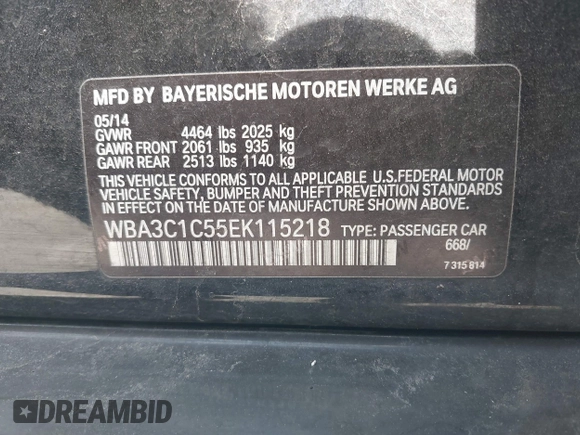 MFD BY BAYERISCHE MOTOREN WERKE AG
05/14
GVWR 4464 lbs 2025 kg
GAWR FRONT 2061 lbs 935 kg
GAWR REAR 2513 lbs 1140 kg
THIS VEHICLE CONFORMS TO ALL APPLICABLE U.S.FEDERAL MOTOR
VEHICLE SAFETY, BUMPER AND THEFT PREVENTION STANDARDS
IN EFFECT ON THE DATE OF MANUFACTURE SHOWN ABOVE.
WBA3C1C55EK115218 TYPE: PASSENGER CAR
668/
7 315 814
DREAMBID